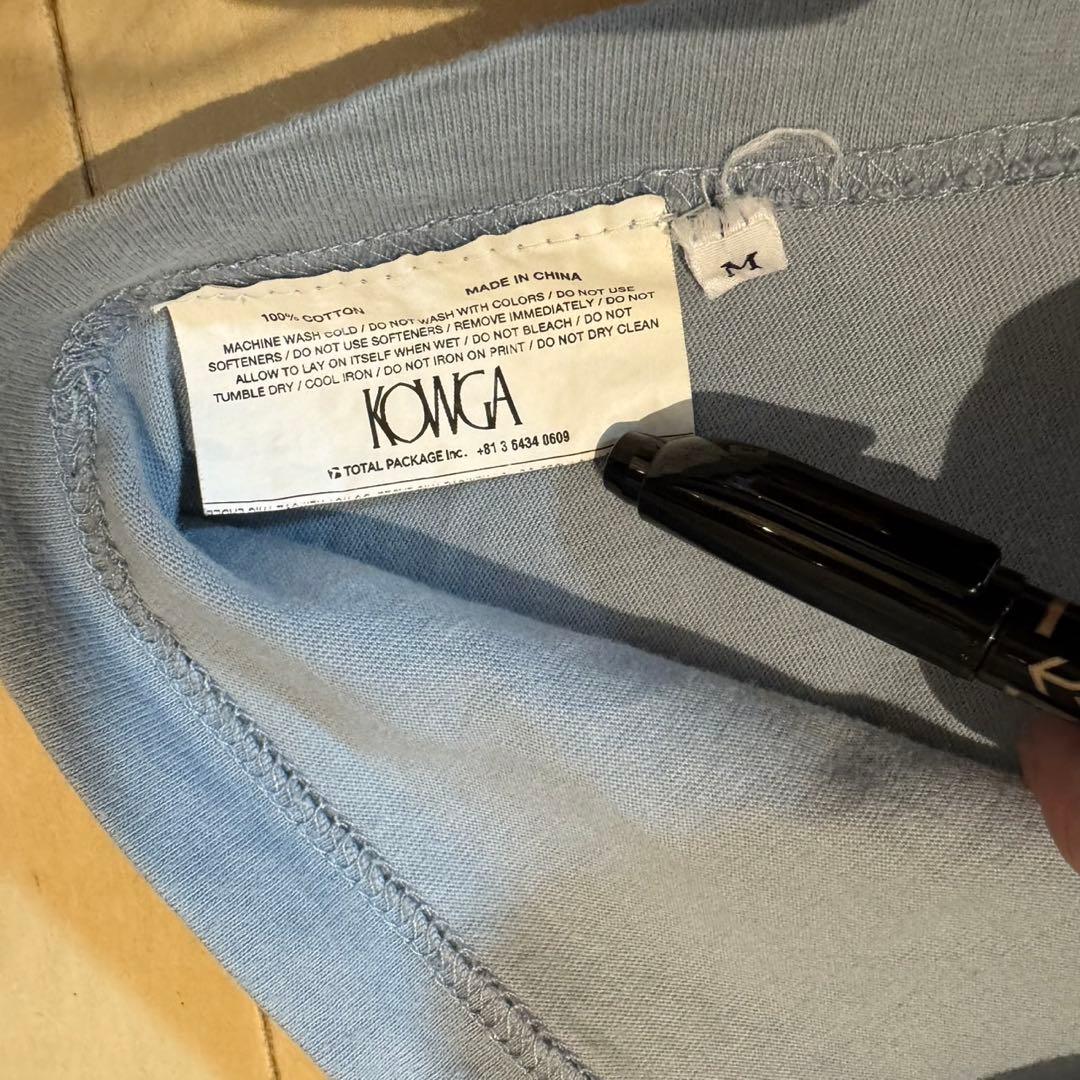 100% COTTON MADE IN CHINA
MACHINE WASH COLD / DO NOT WASH WITH COLORS / DO NOT USE
SOFTENERS / DO NOT USE SOFTENERS / REMOVE IMMEDIATELY / DO NOT
ALLOW TO LAY ON ITSELF WHEN WET / DO NOT BLEACH / DO NOT
TUMBLE DRY / COOL IRON / DO NOT IRON ON PRINT / DO NOT DRY CLEAN
KOWGA
TOTAL PACKAGE Inc. +81 3 6434 0609
M